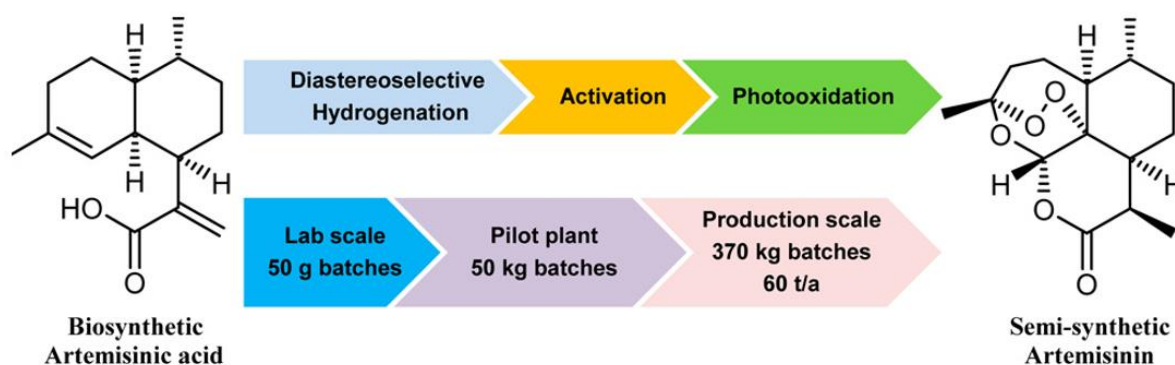 H
H
H
HO
O
Biosynthetic
Artemisinic acid
Diastereoselective
Hydrogenation
Activation
Photooxidation
Lab scale
50 g batches
Pilot plant
50 kg batches
Production scale
370 kg batches
60 t/a
H
O
O
O
H
H
O
O
Semi-synthetic
Artemisinin